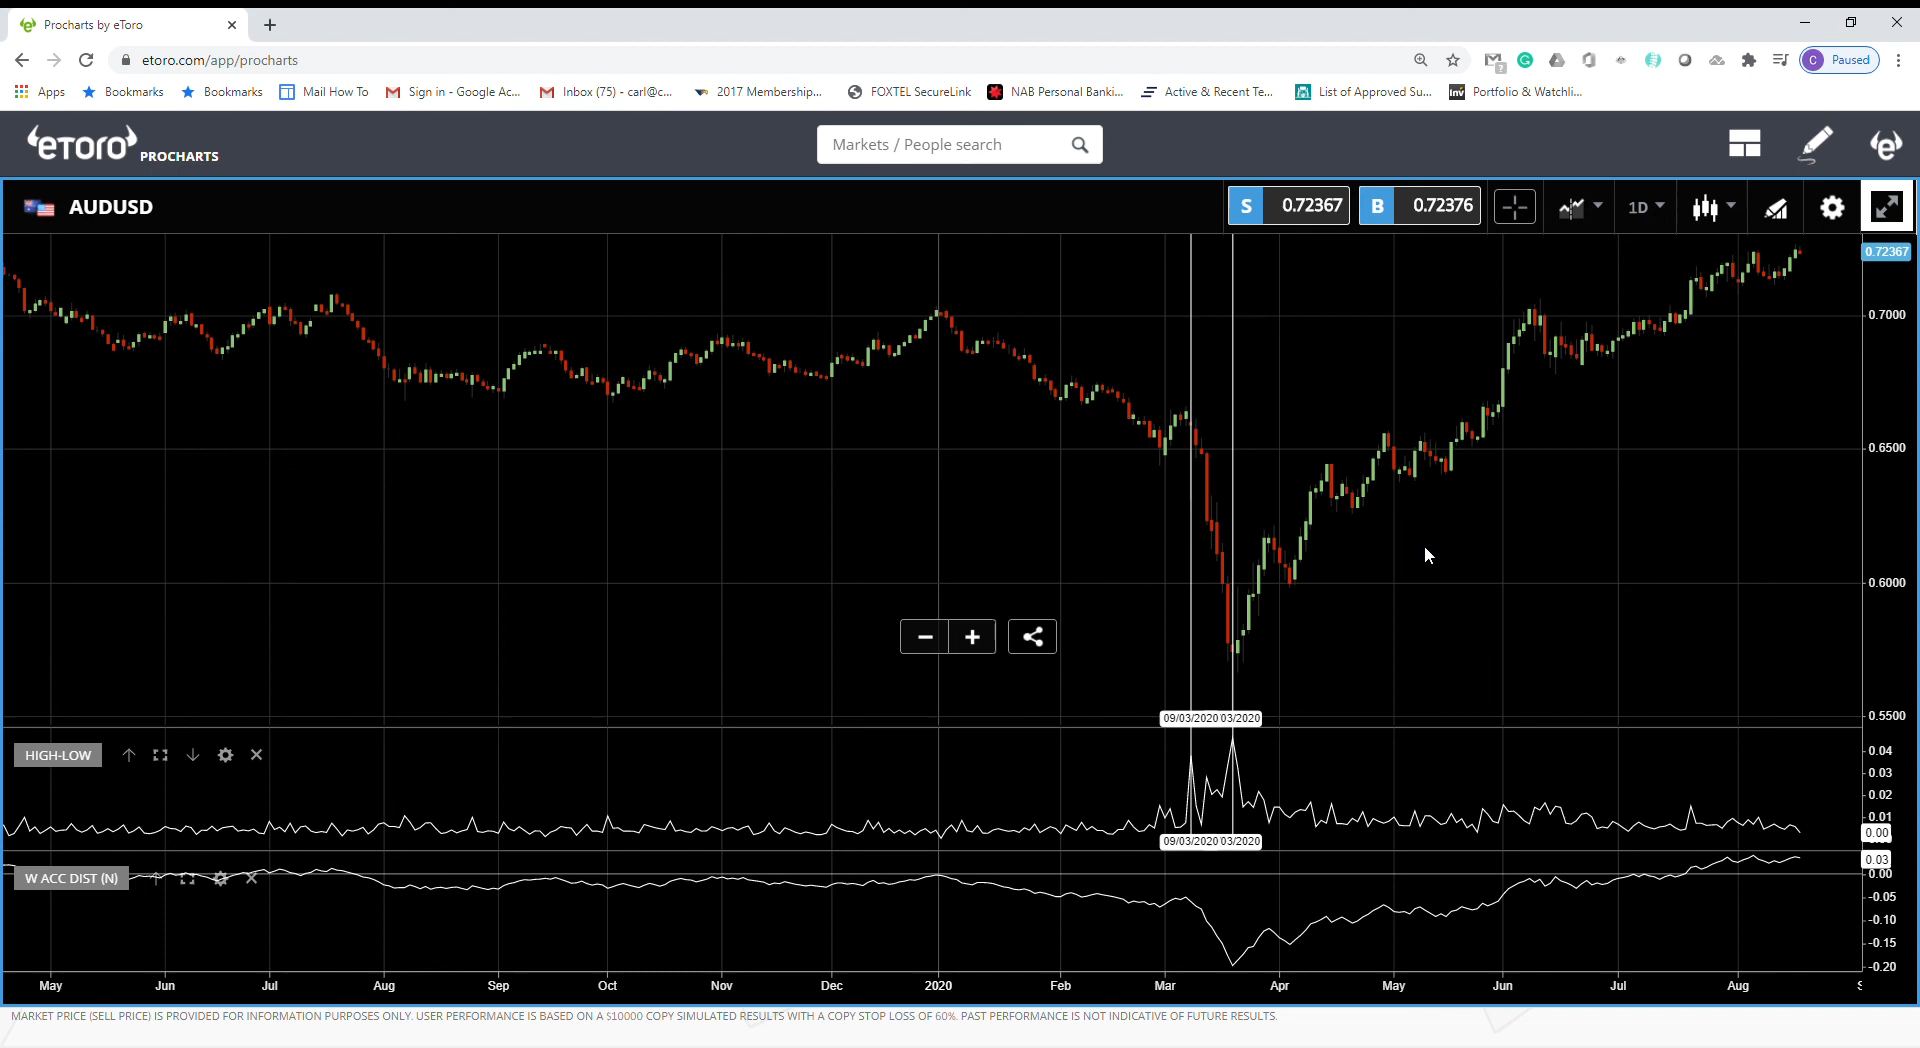 Procharts by eToro
etoro.com/app/procharts
C Paused
Apps Bookmarks Bookmarks Mail How To Sign in - Google Ac... Inbox (75) - carl@c... 2017 Membership... FOXTEL SecureLink NAB Personal Banki... Active & Recent Te... List of Approved Su... Inv Portfolio & Watchli...
eToro PROCHARTS Markets / People search
AUDUSD S 0.72367 B 0.72376 1D
0.72367
0.7000
0.6500
0.6000
0.5500
09/03/2020 03/2020
HIGH-LOW
0.04
0.03
0.02
0.01
0.00
09/03/2020 03/2020
W ACC DIST (N)
0.03
0.00
-0.05
-0.10
-0.15
-0.20
May Jun Jul Aug Sep Oct Nov Dec 2020 Feb Mar Apr May Jun Jul Aug
MARKET PRICE (SELL PRICE) IS PROVIDED FOR INFORMATION PURPOSES ONLY. USER PERFORMANCE IS BASED ON A $10000 COPY SIMULATED RESULTS WITH A COPY STOP LOSS OF 60%. PAST PERFORMANCE IS NOT INDICATIVE OF FUTURE RESULTS.